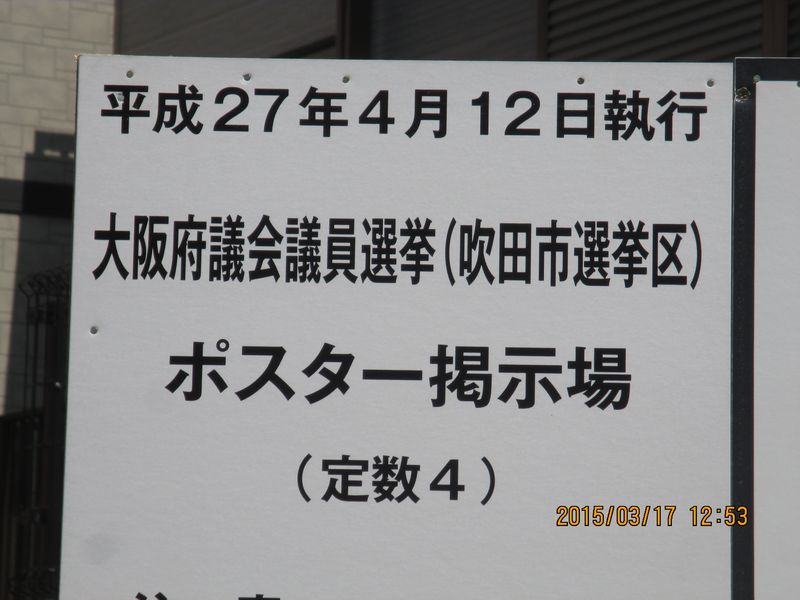 平成27年4月12日執行
大阪府議会議員選挙(吹田市選挙区)
ポスター掲示場
(定数4)
2015/03/17 12:53